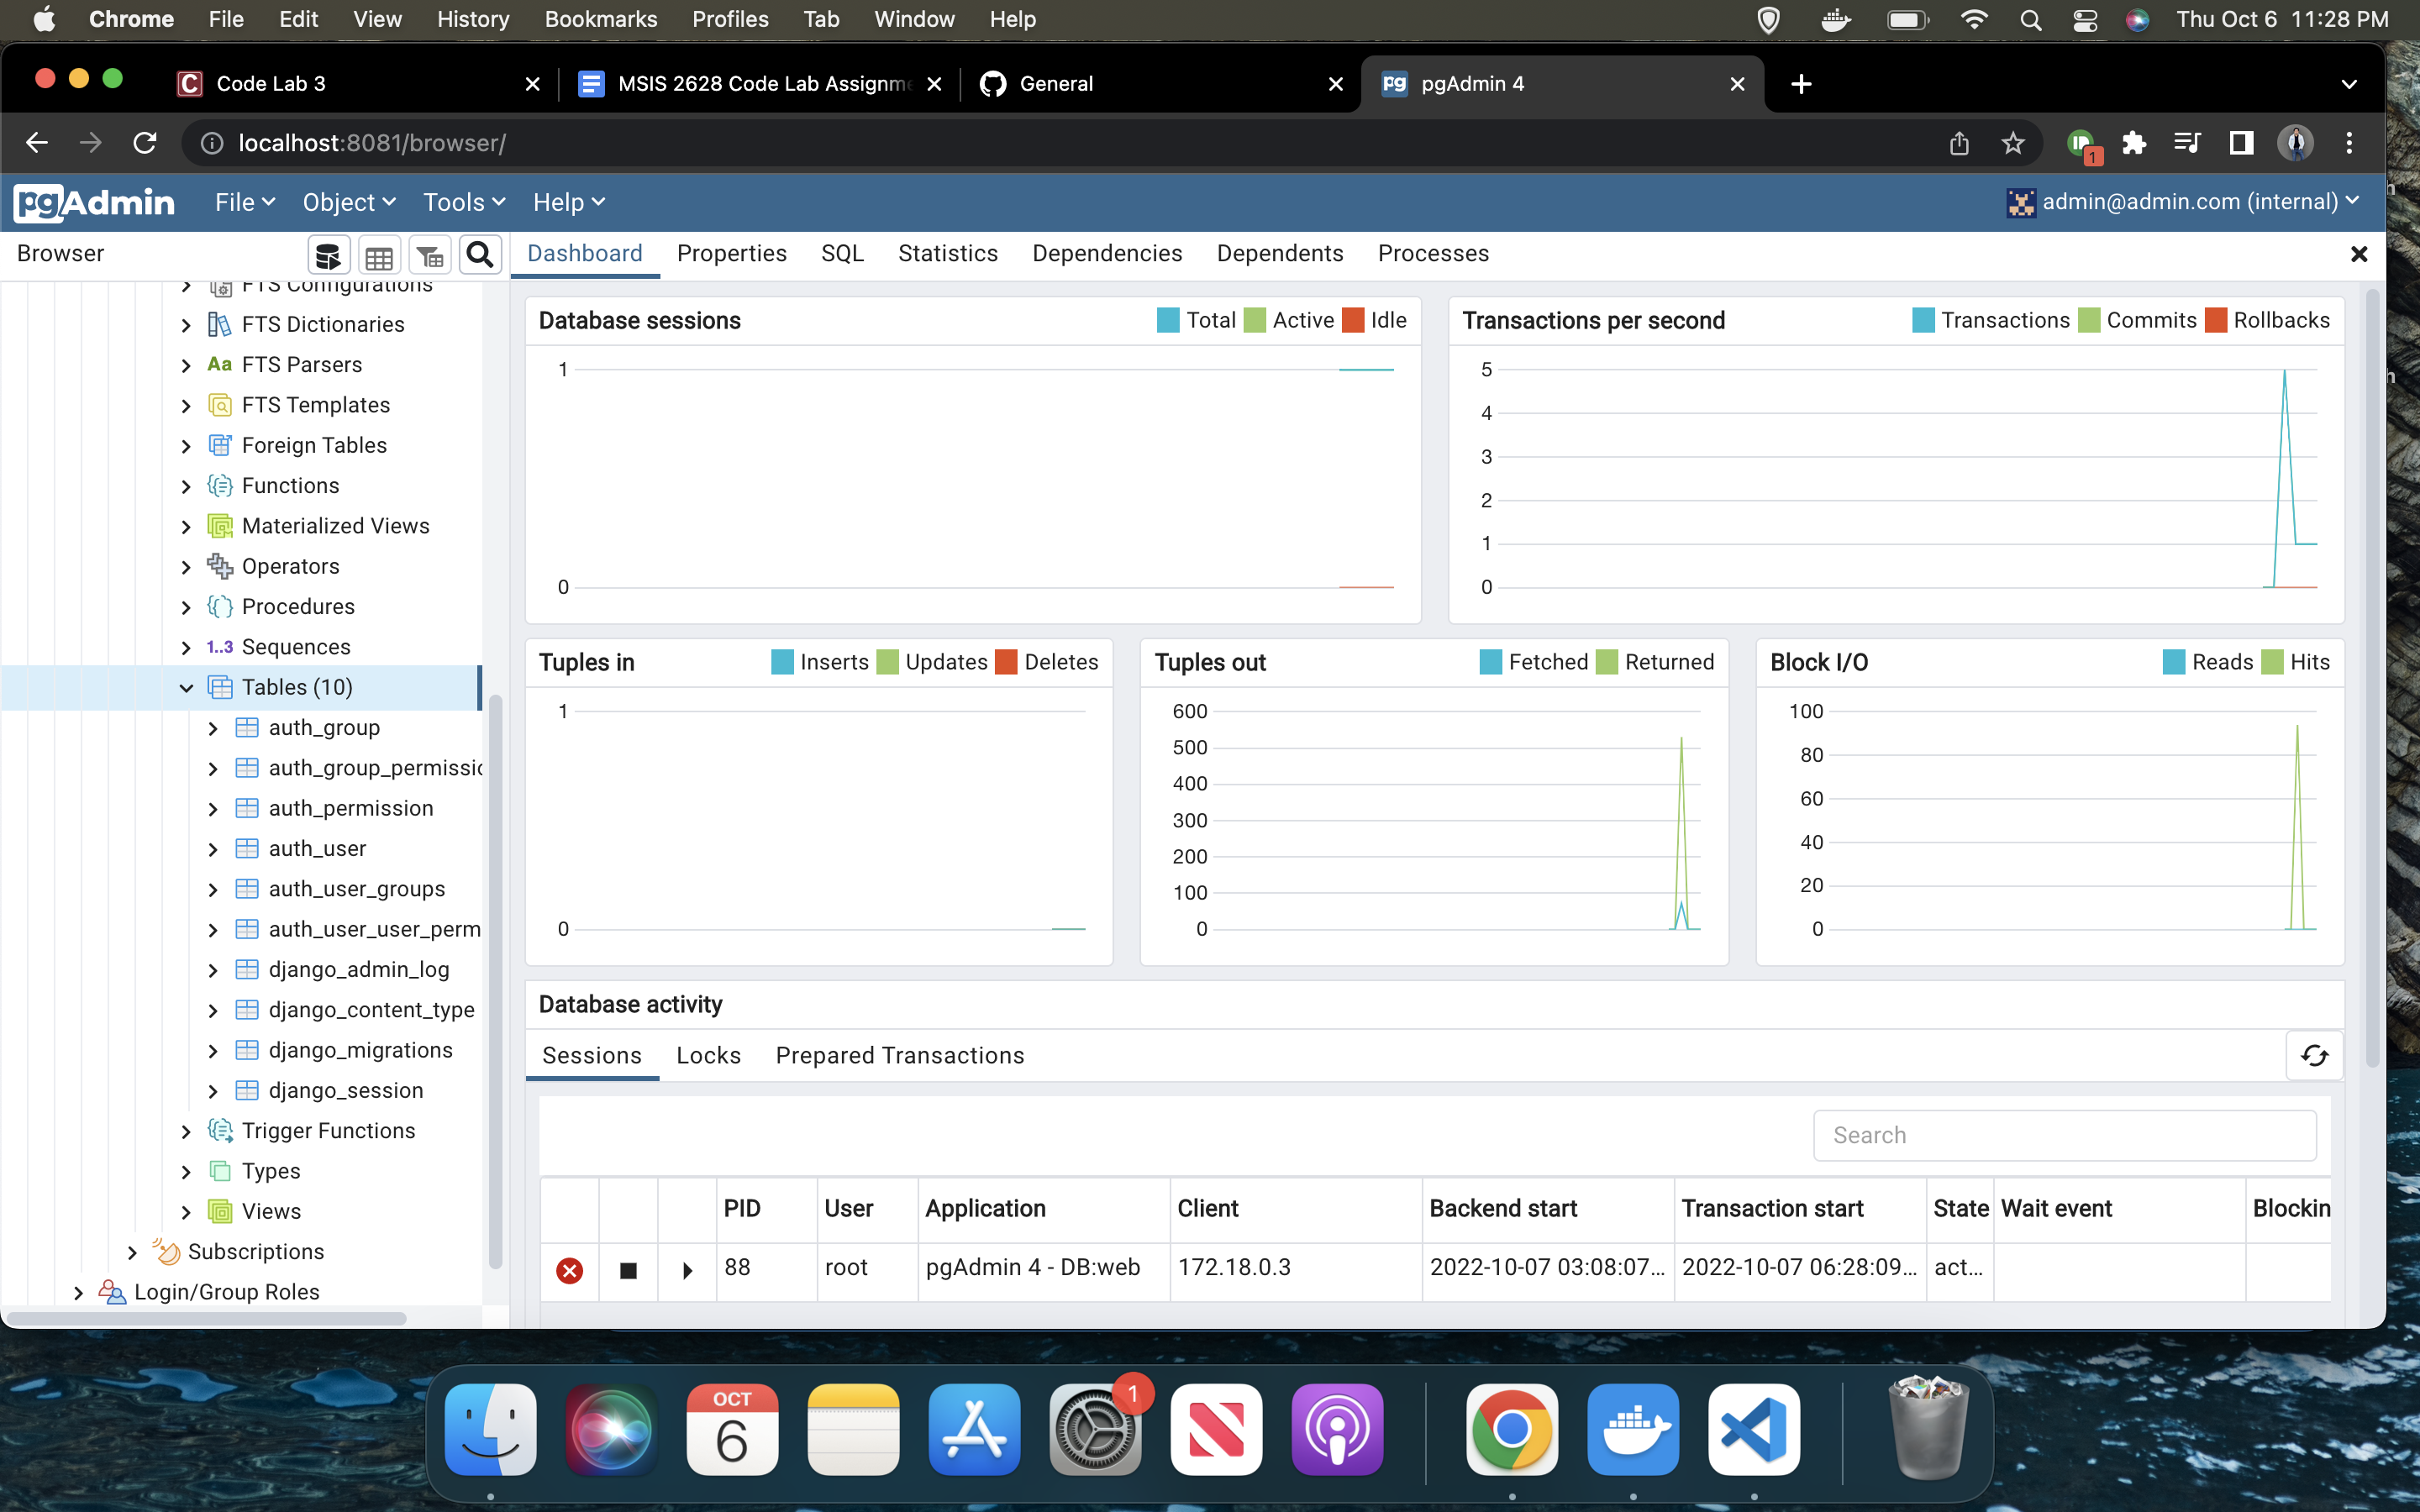 Chrome File Edit View History Bookmarks Profiles Tab Window Help Thu Oct 6 11:28 PM
Code Lab 3 MSIS 2628 Code Lab Assignme General pgAdmin 4
localhost:8081/browser/ 1
pgAdmin File Object Tools Help admin@admin.com (internal)
Browser
Dashboard Properties SQL Statistics Dependencies Dependents Processes
FTS Configurations
FTS Dictionaries
Aa FTS Parsers
FTS Templates
Foreign Tables
Functions
Materialized Views
Operators
Procedures
1..3 Sequences
Tables (10)
auth_group
auth_group_permissic
auth_permission
auth_user
auth_user_groups
auth_user_user_perm
django_admin_log
django_content_type
django_migrations
django_session
Trigger Functions
Types
Views
Subscriptions
Login/Group Roles
Database sessions Total Active Idle
1
0
Transactions per second Transactions Commits Rollbacks
5
4
3
2
1
0
Tuples in Inserts Updates Deletes
1
0
Tuples out Fetched Returned
600
500
400
300
200
100
0
Block I/O Reads Hits
100
80
60
40
20
0
Database activity
Sessions Locks Prepared Transactions
Search
PID User Application Client Backend start Transaction start State Wait event Blockin
88 root pgAdmin 4 - DB:web 172.18.0.3 2022-10-07 03:08:07... 2022-10-07 06:28:09... act...
OCT
6
1